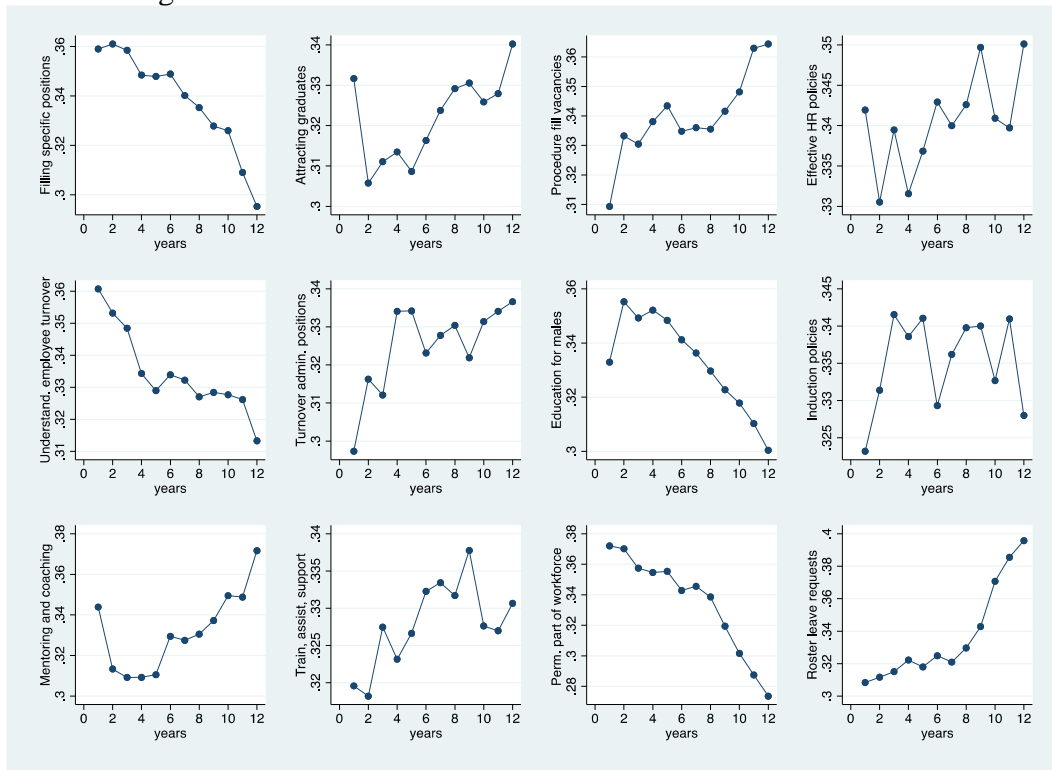 Filling specific positions
.36
.34
.32
.3
0 2 4 6 8 10 12
years
Attracting graduates
.34
.33
.32
.31
.3
0 2 4 6 8 10 12
years
Procedure fill vacancies
.36
.35
.34
.33
.32
.31
0 2 4 6 8 10 12
years
Effective HR policies
.35
.345
.34
.335
.33
0 2 4 6 8 10 12
years
Understand. employee turnover
.36
.35
.34
.33
.32
.31
0 2 4 6 8 10 12
years
Turnover admin. positions
.34
.33
.32
.31
.3
0 2 4 6 8 10 12
years
Education for males
.36
.34
.32
.3
0 2 4 6 8 10 12
years
Induction policies
.345
.34
.335
.33
.325
0 2 4 6 8 10 12
years
Mentoring and coaching
.38
.36
.34
.32
.3
0 2 4 6 8 10 12
years
Train, assist, support
.34
.335
.33
.325
.32
0 2 4 6 8 10 12
years
Perm. part of workforce
.38
.36
.34
.32
.3
.28
0 2 4 6 8 10 12
years
Roster leave requests
.4
.38
.36
.34
.32
.3
0 2 4 6 8 10 12
years